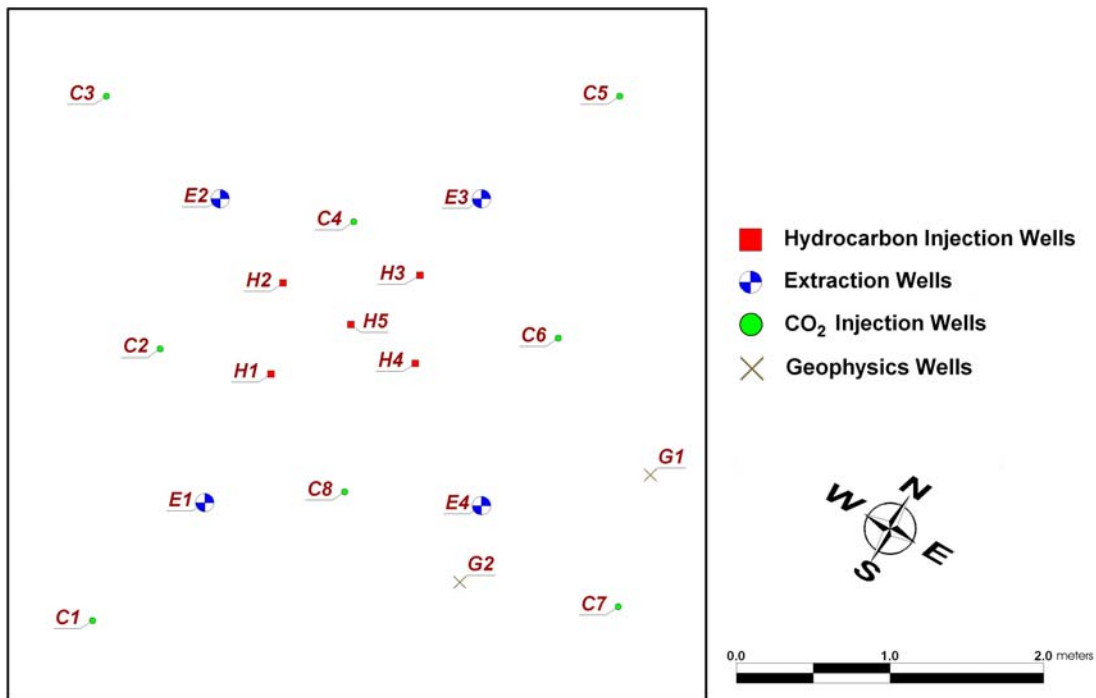 C3
C5
E2
E3
C4
H2
H3
H5
C2
C6
H1
H4
G1
E1
C8
E4
G2
C1
C7
Hydrocarbon Injection Wells
Extraction Wells
CO₂ Injection Wells
Geophysics Wells
N
W
E
S
0.0 1.0 2.0 meters